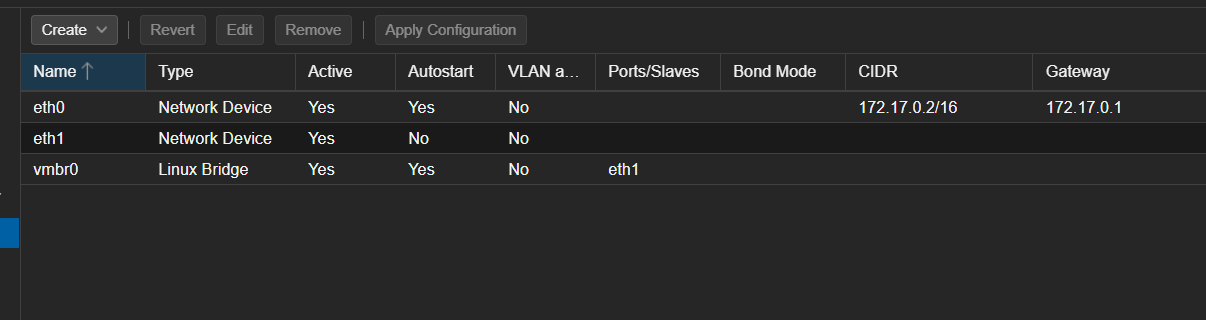 Create Revert Edit Remove Apply Configuration
Name Type Active Autostart VLAN a... Ports/Slaves Bond Mode CIDR Gateway
eth0 Network Device Yes Yes No 172.17.0.2/16 172.17.0.1
eth1 Network Device Yes No No
vmbr0 Linux Bridge Yes Yes No eth1